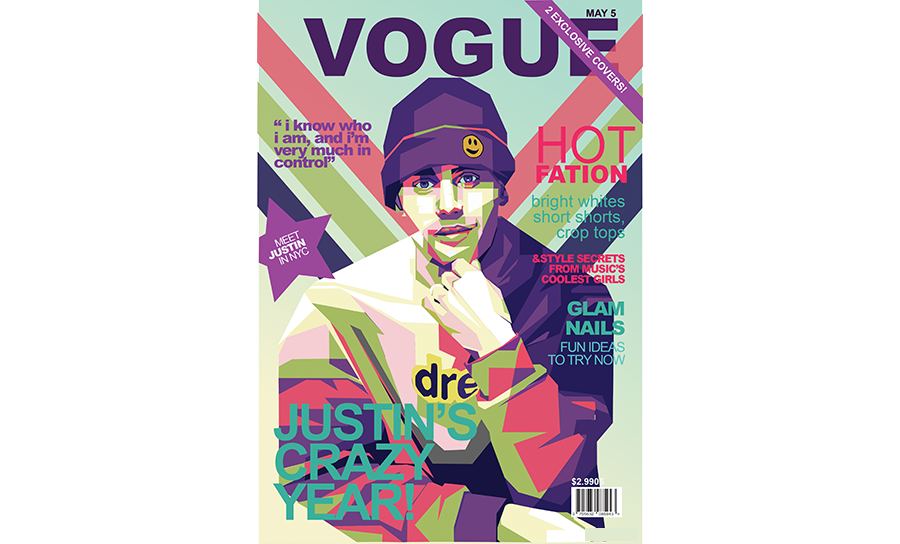 MAY 5
VOGUE
2 EXCLUSIVE COVERS!
“ i know who
i am, and i'm
very much in
control”
HOT
FATION
bright whites
short shorts,
crop tops
&STYLE SECRETS
FROM MUSIC'S
COOLEST GIRLS
MEET
JUSTIN
IN NYC
GLAM
NAILS
FUN IDEAS
TO TRY NOW
dre
JUSTIN'S
CRAZY
YEAR!